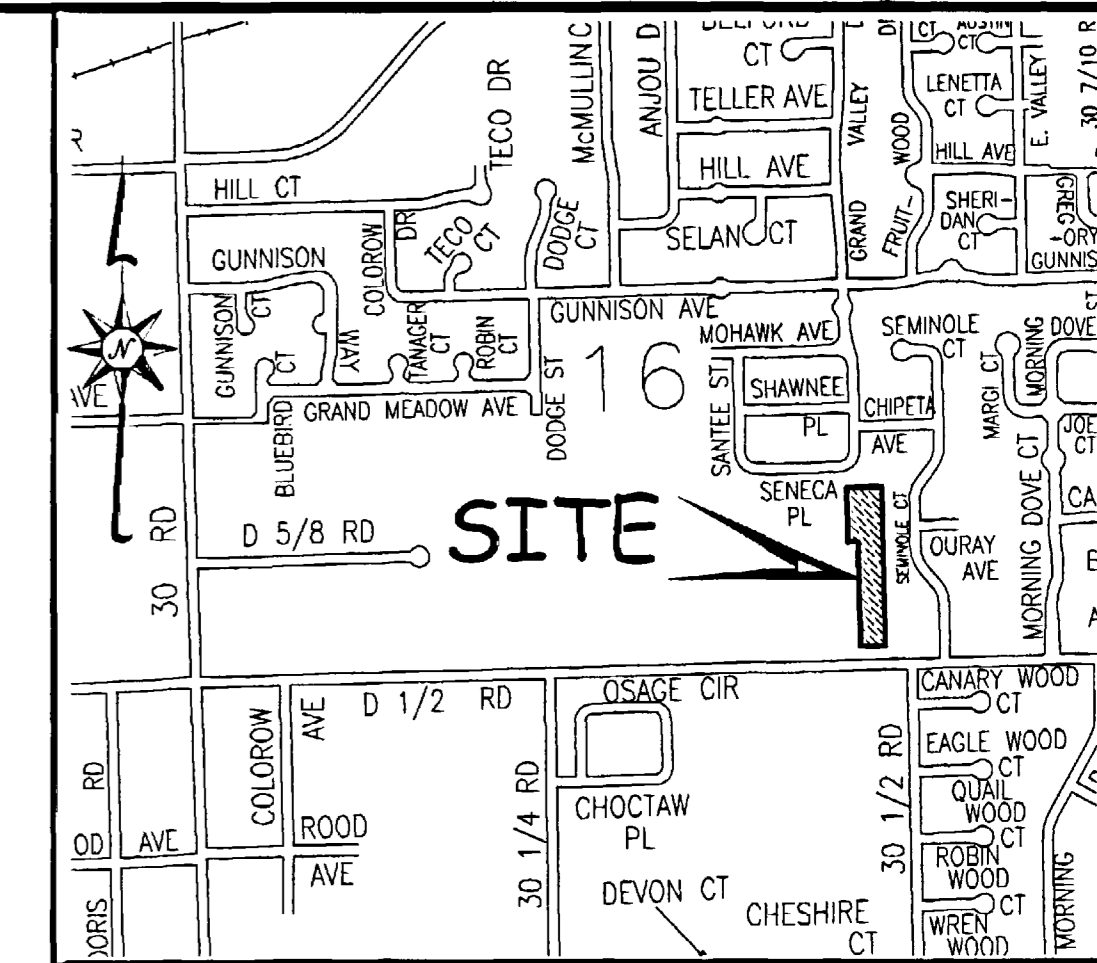 BELFORD
CT
TELLER AVE
HILL AVE
SELAN CT
ANJOU D
McMULLIN C
TECO DR
HILL CT
GUNNISON
WAY
COLOROW
DR
TECO
CT
DODGE
CT
GUNNISON
CT
BLUEBIRD
CT
TANAGER
CT
ROBIN
CT
GUNNISON AVE
GRAND MEADOW AVE
DODGE ST
16
GRAND
VALLEY
FRUIT-
WOOD
CT
AUSTIN
CT
LENETTA
CT
E. VALLEY
30 7/10 R
HILL AVE
SHERI-
DAN
CT
GREG-
-ORY
GUNNIS
ST
N
AVE
MOHAWK AVE
SANTEE ST
SHAWNEE
PL
SENECA
PL
CHIPETA
AVE
SEMINOLE
CT
MARGI CT
MORNING
DOVE
JOE
CT
CA
SEMINOLE CT
OURAY
AVE
MORNING DOVE CT
SITE
D 5/8 RD
30 RD
D 1/2 RD
COLOROW
AVE
ROOD
AVE
RD
OD AVE
DORIS
30 1/4 RD
OSAGE CIR
CHOCTAW
PL
DEVON CT
CHESHIRE
CT
30 1/2 RD
CANARY WOOD
CT
EAGLE WOOD
CT
QUAIL
WOOD
CT
ROBIN
WOOD
CT
WREN
WOOD
MORNING